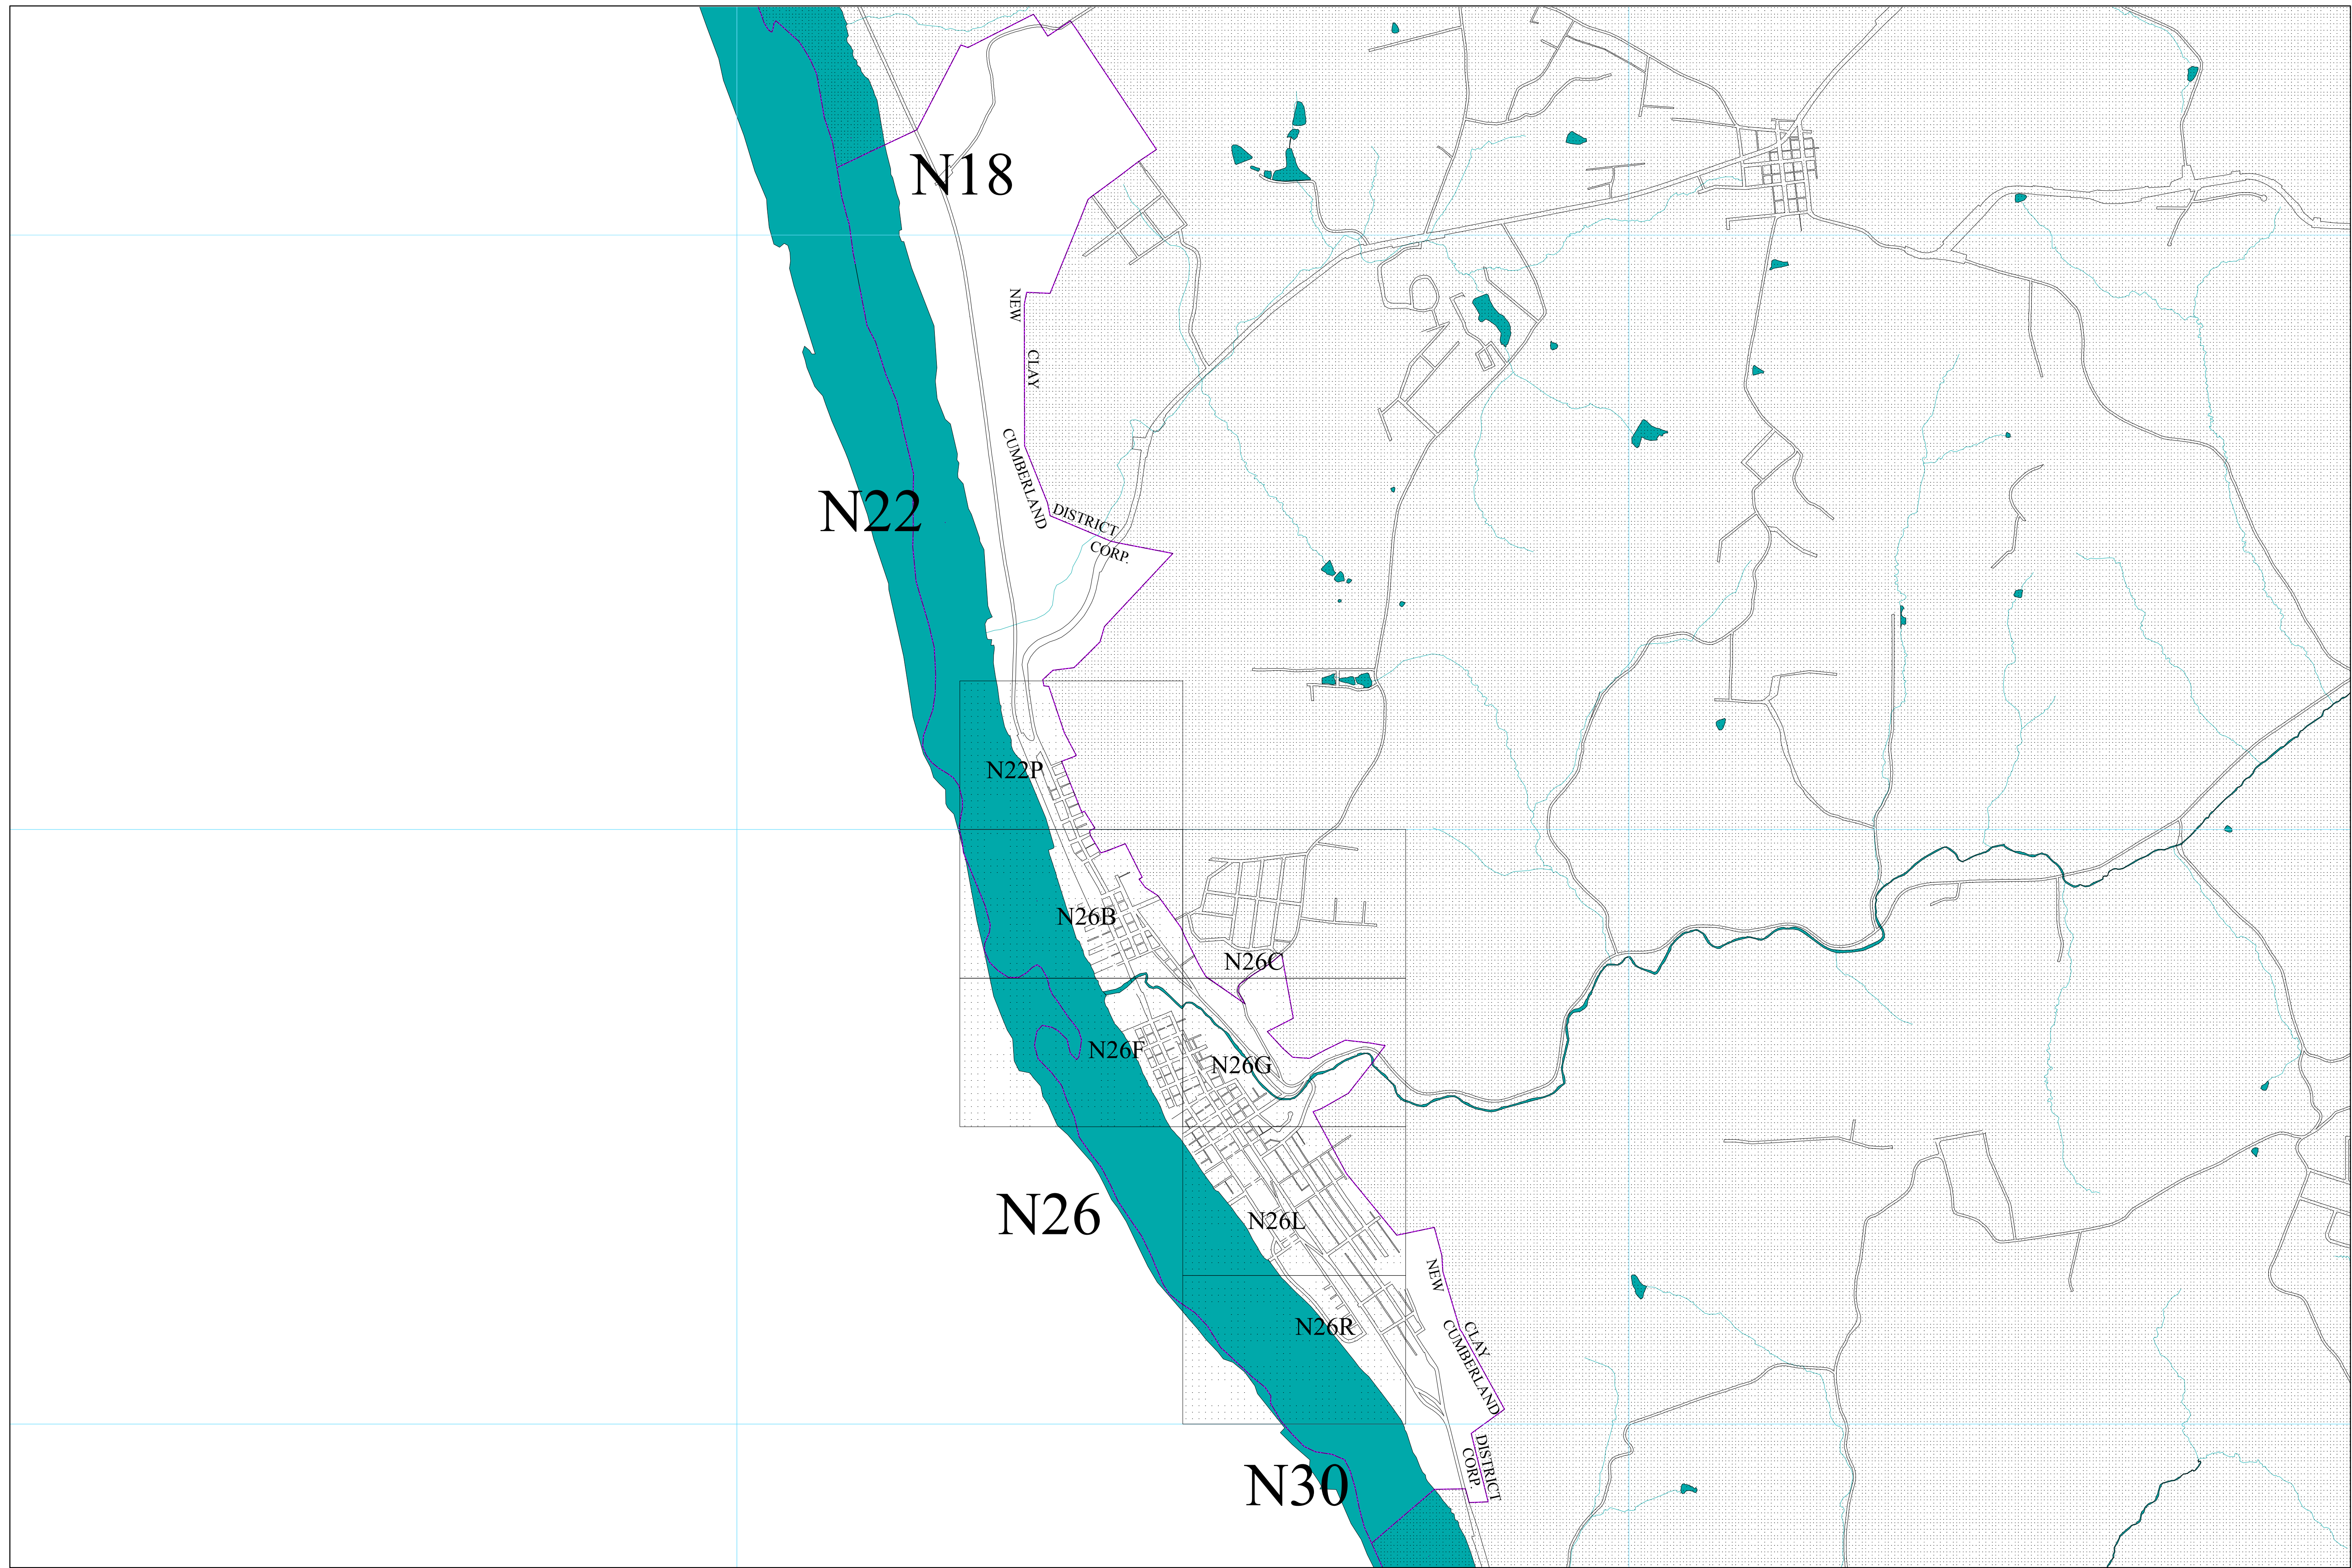 N18
NEW
CLAY
CUMBERLAND
DISTRICT
CORP.
N22
N22P
N26B
N26C
N26F
N26G
N26
N26L
NEW
CLAY
CUMBERLAND
N26R
DISTRICT
CORP.
N30